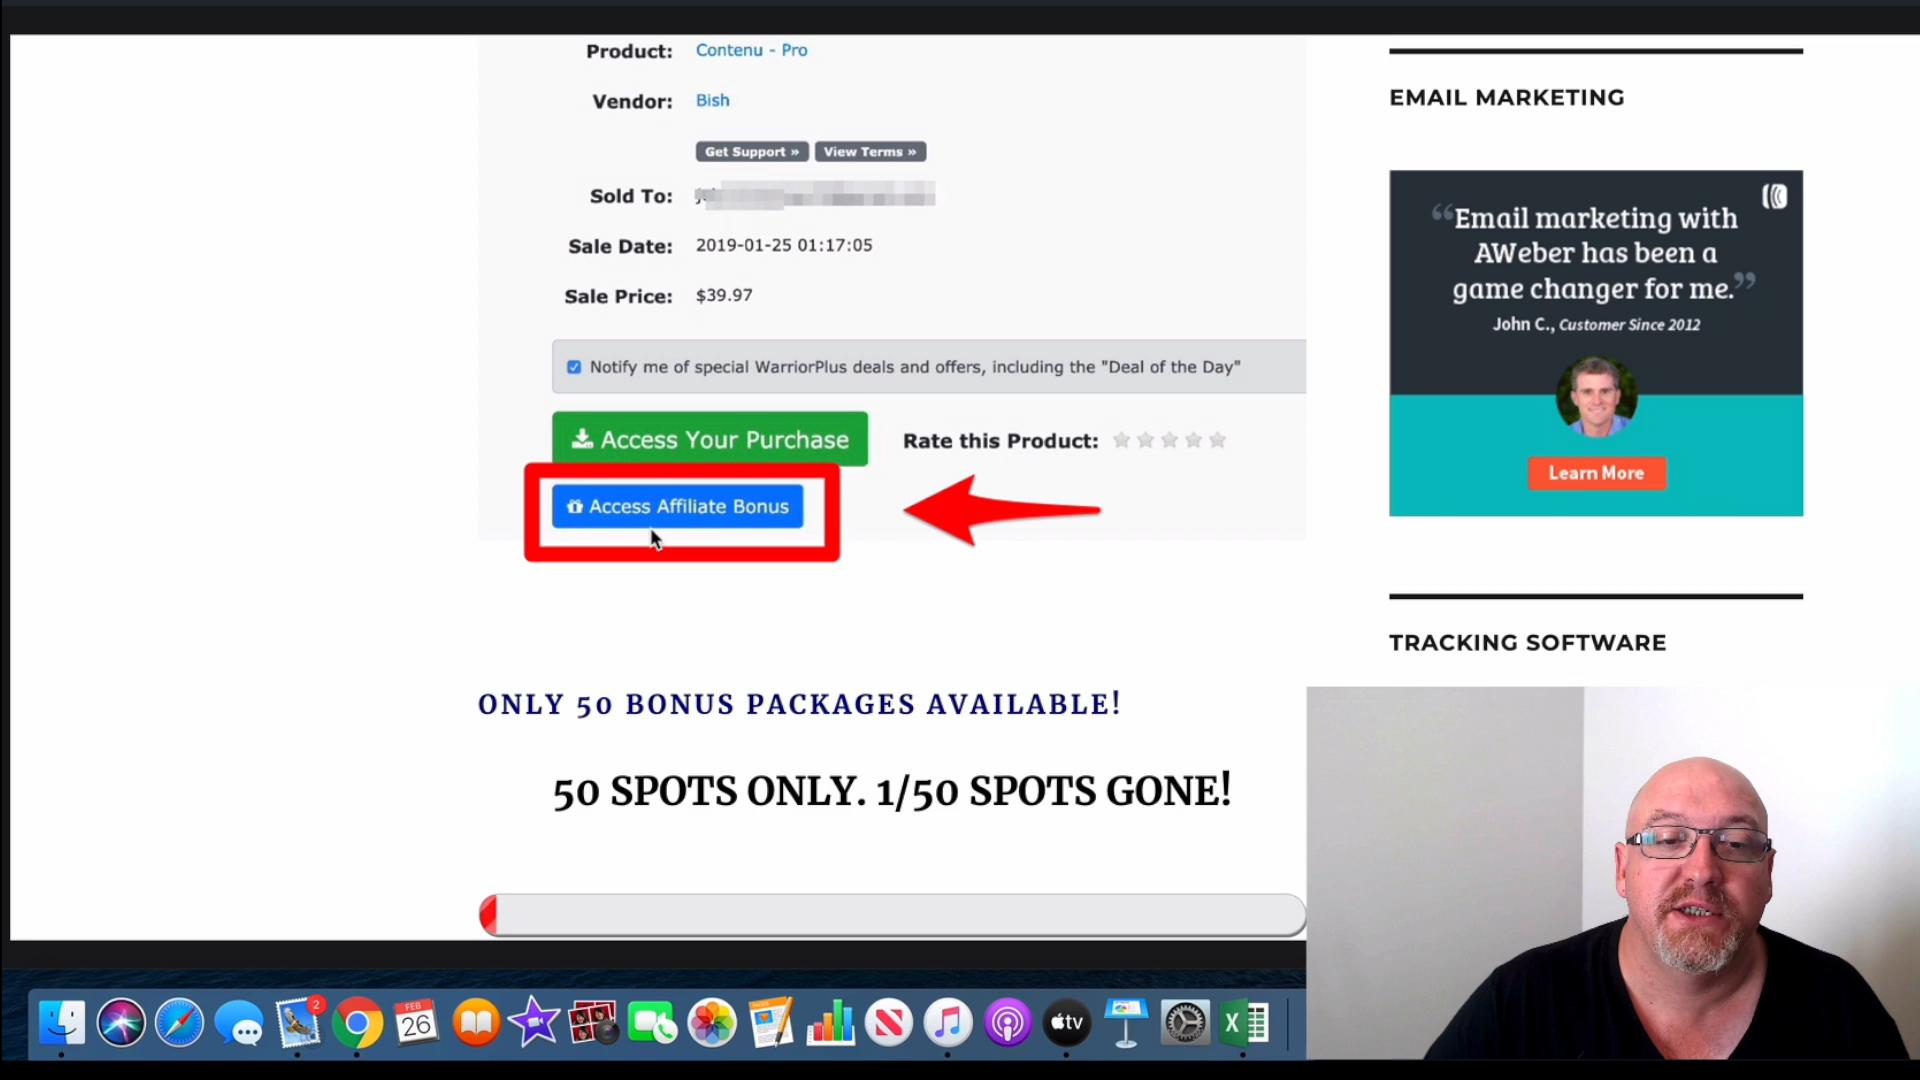 Product: Contenu - Pro
Vendor: Bish
Get Support » View Terms »
Sold To:
Sale Date: 2019-01-25 01:17:05
Sale Price: $39.97
Notify me of special WarriorPlus deals and offers, including the "Deal of the Day"
Access Your Purchase
Rate this Product:
Access Affiliate Bonus
ONLY 50 BONUS PACKAGES AVAILABLE!
50 SPOTS ONLY. 1/50 SPOTS GONE!
EMAIL MARKETING
“Email marketing with
AWeber has been a
game changer for me.”
John C., Customer Since 2012
Learn More
TRACKING SOFTWARE
2
FEB
26
PAGES
tv
X